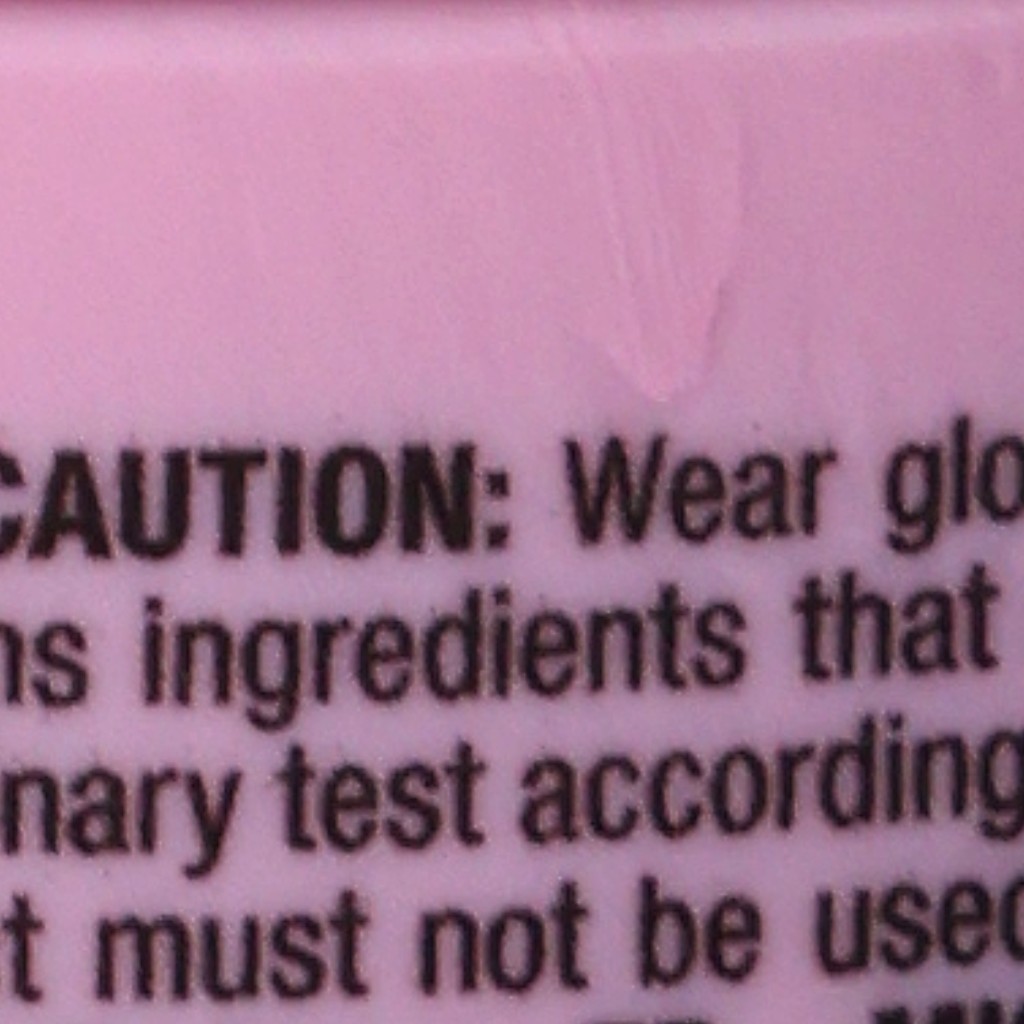 CAUTION: Wear glo
ns ingredients that
nary test according
t must not be used